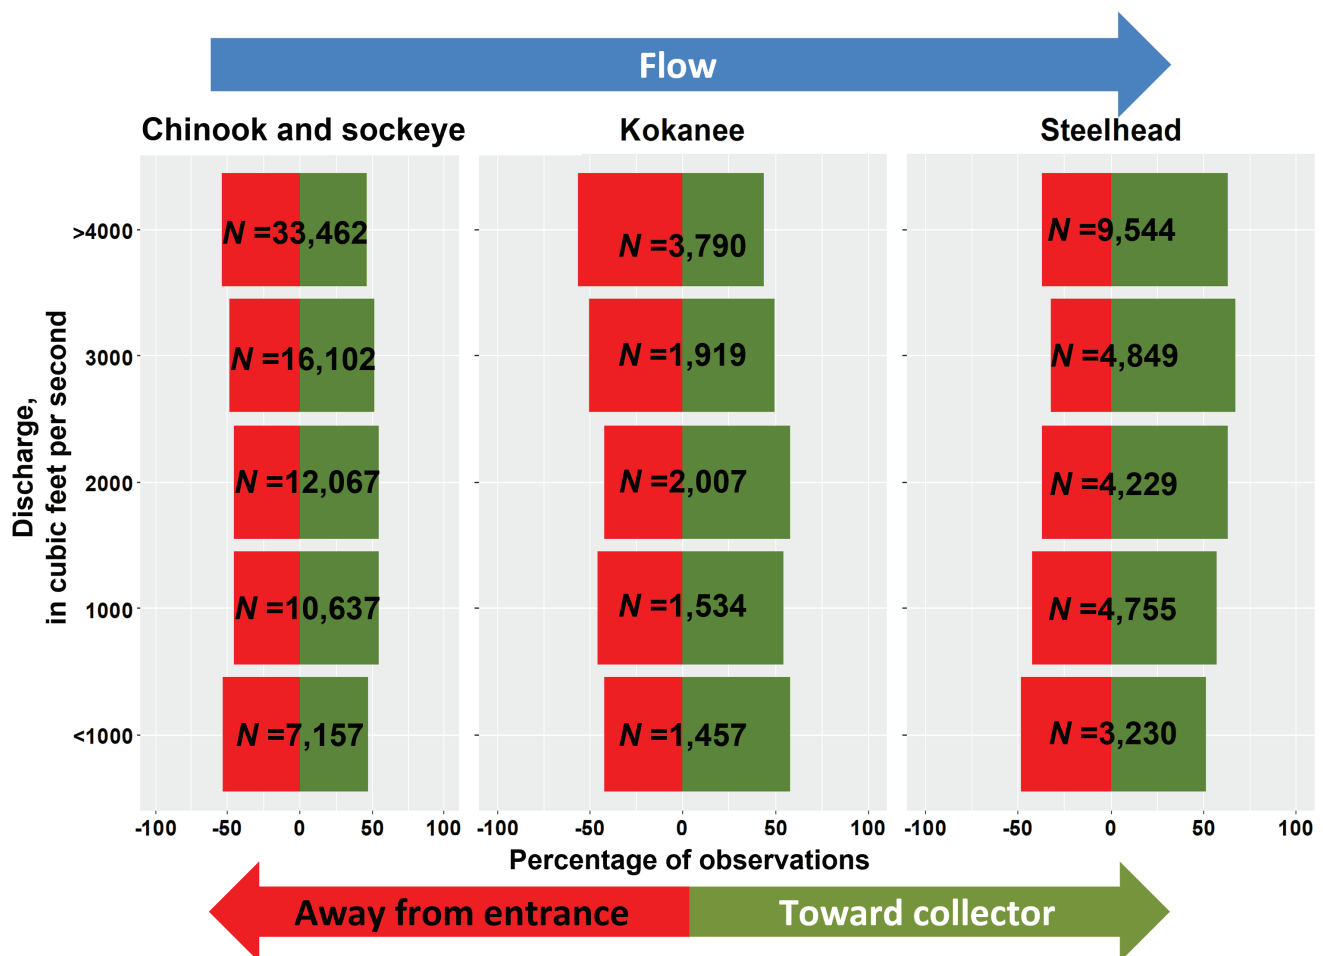 Flow
Chinook and sockeye
Kokanee
Steelhead
Discharge,
in cubic feet per second
>4000
3000
2000
1000
<1000
N =33,462
N =16,102
N =12,067
N =10,637
N =7,157
N =3,790
N =1,919
N =2,007
N =1,534
N =1,457
N =9,544
N =4,849
N =4,229
N =4,755
N =3,230
-100 -50 0 50 100
-100 -50 0 50 100
-100 -50 0 50 100
Percentage of observations
Away from entrance
Toward collector